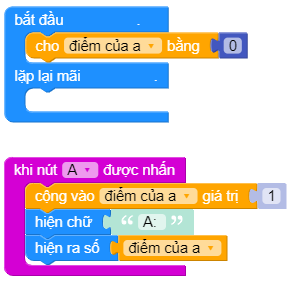 bắt đầu
cho điểm của a bằng 0
lặp lại mãi
khi nút A được nhấn
cộng vào điểm của a giá trị 1
hiện chữ “ A: ”
hiện ra số điểm của a